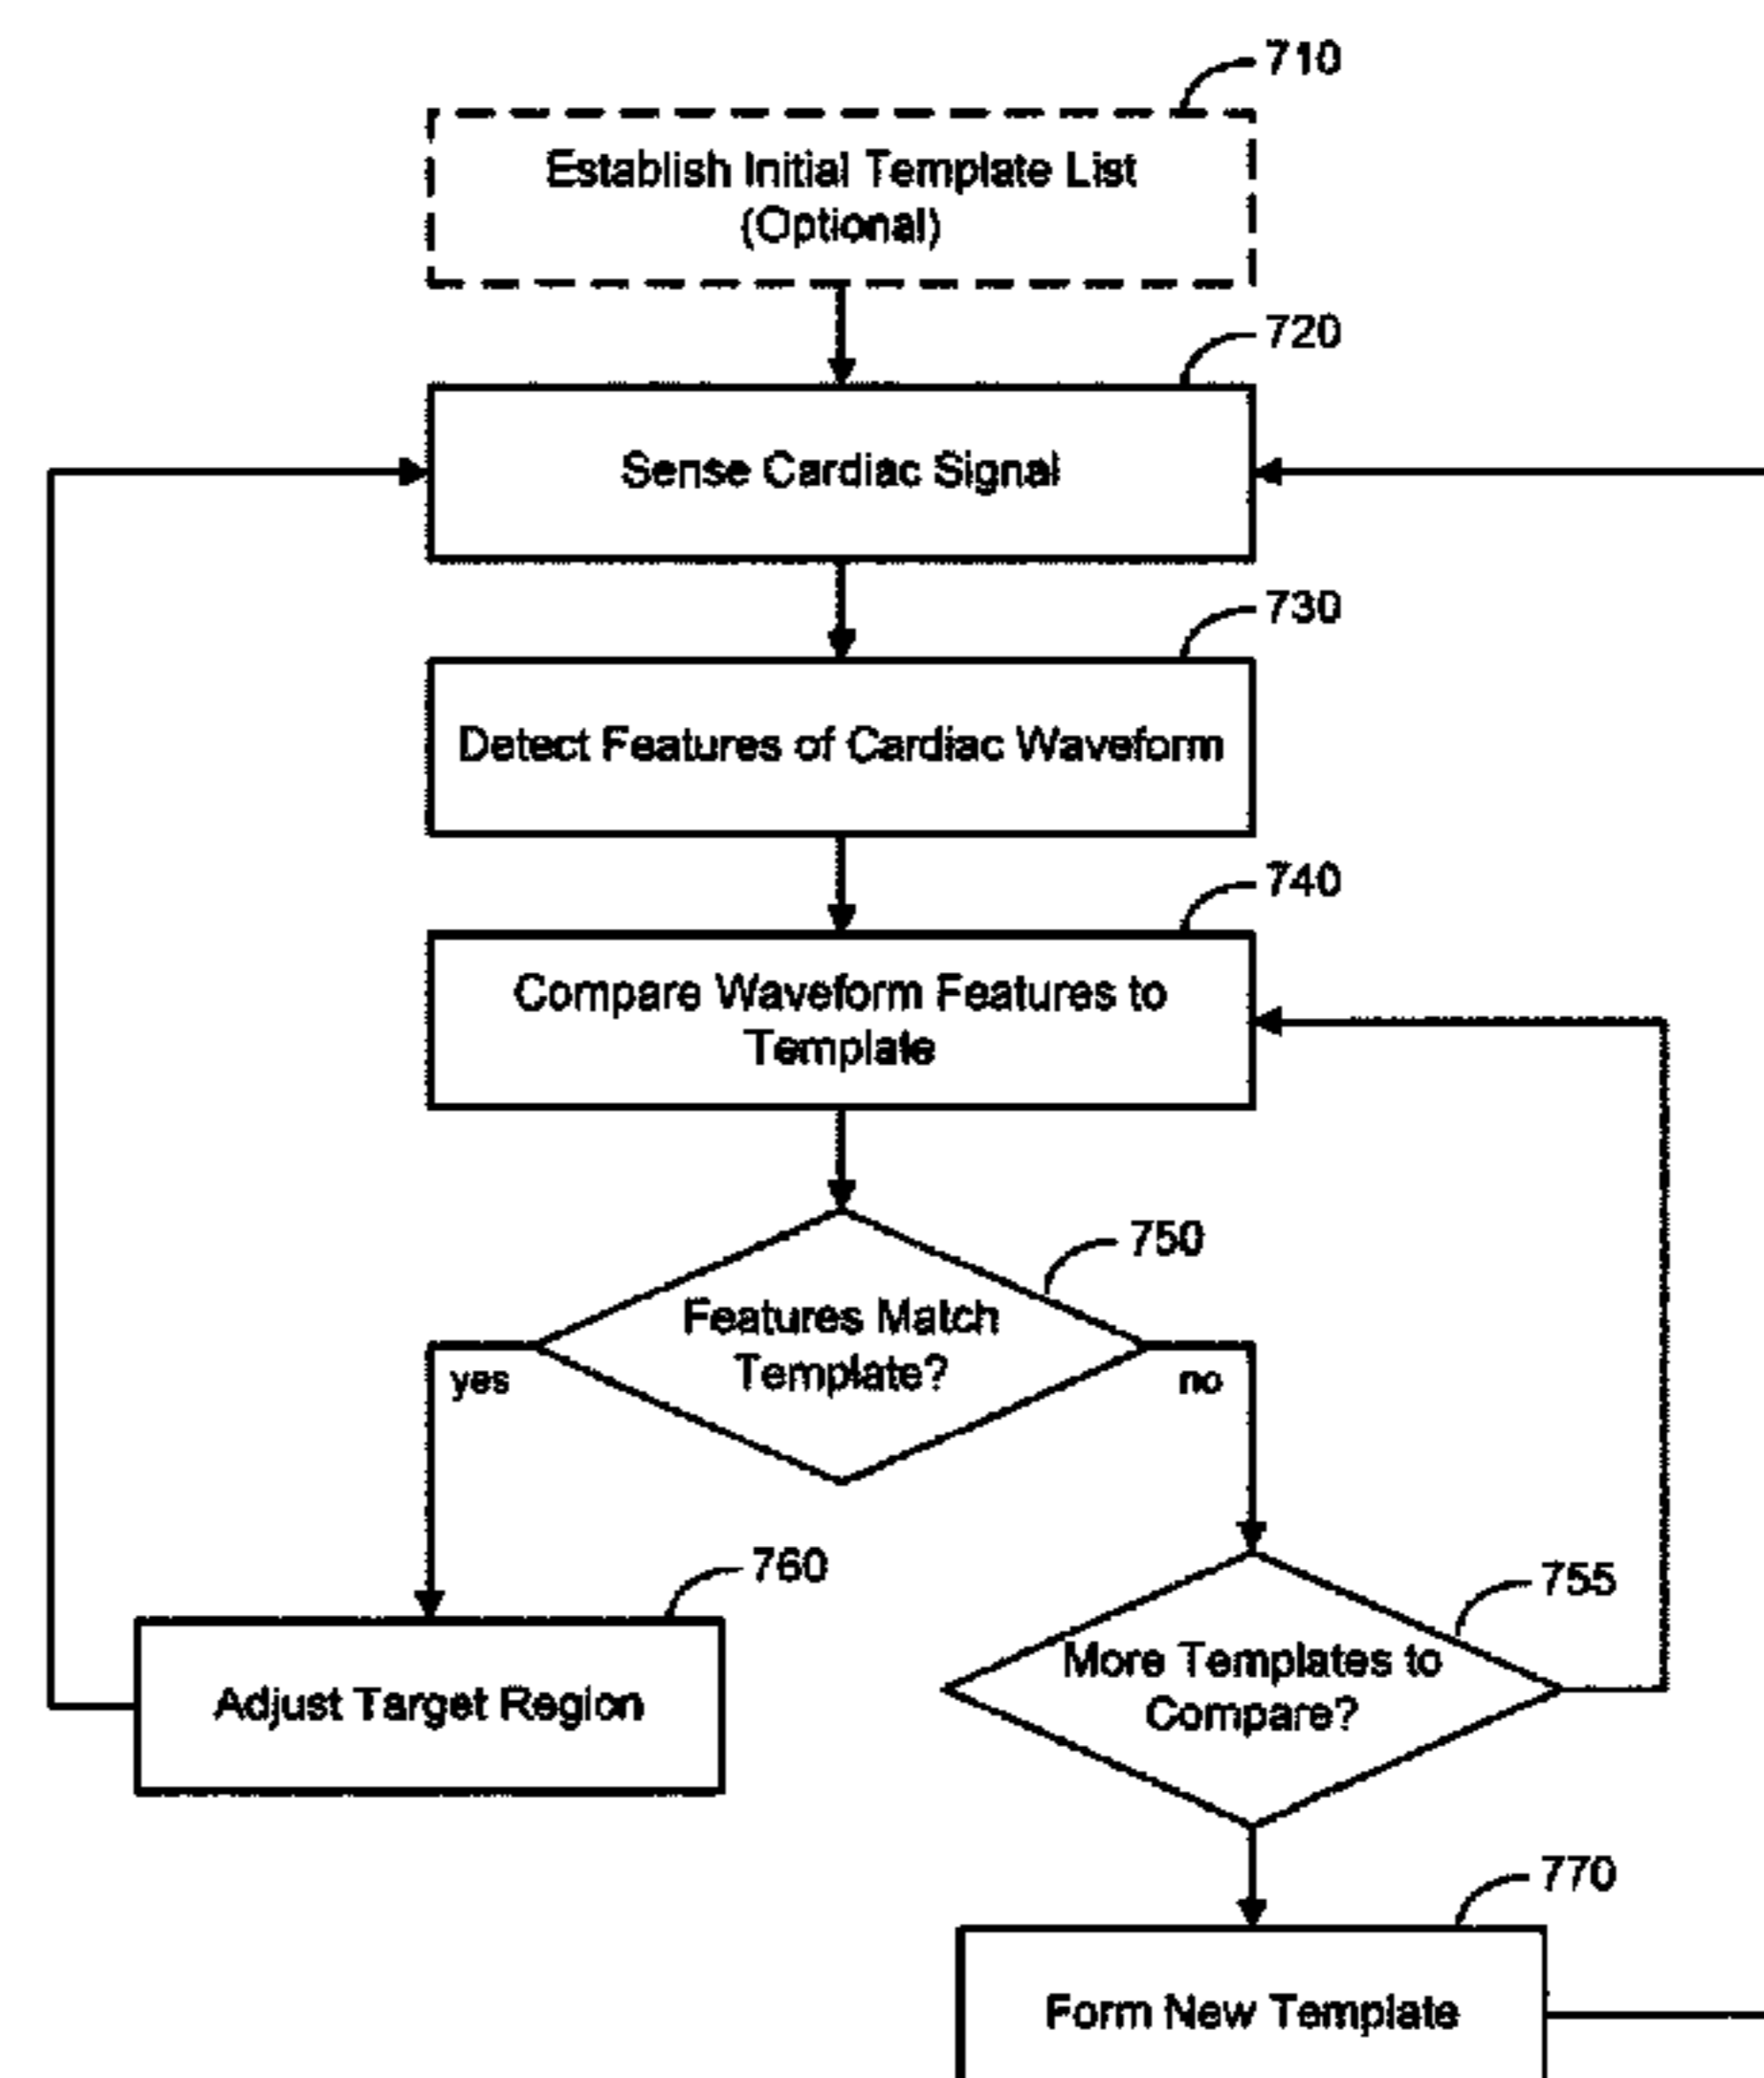 710
Establish Initial Template List
(Optional)
720
Sense Cardiac Signal
730
Detect Features of Cardiac Waveform
740
Compare Waveform Features to
Template
750
Features Match
Template?
yes
no
760
755
Adjust Target Region
More Templates to
Compare?
770
Form New Template